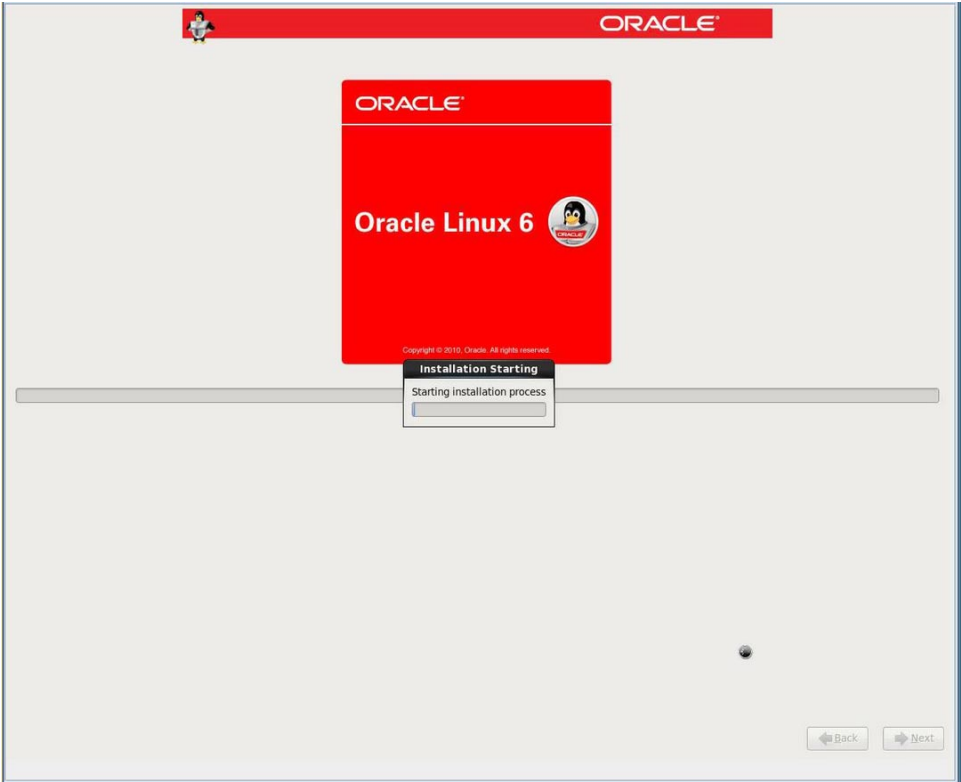 ORACLE®
ORACLE®
Oracle Linux 6
ORACLE
Copyright © 2010, Oracle. All rights reserved.
Installation Starting
Starting installation process
Back
Next